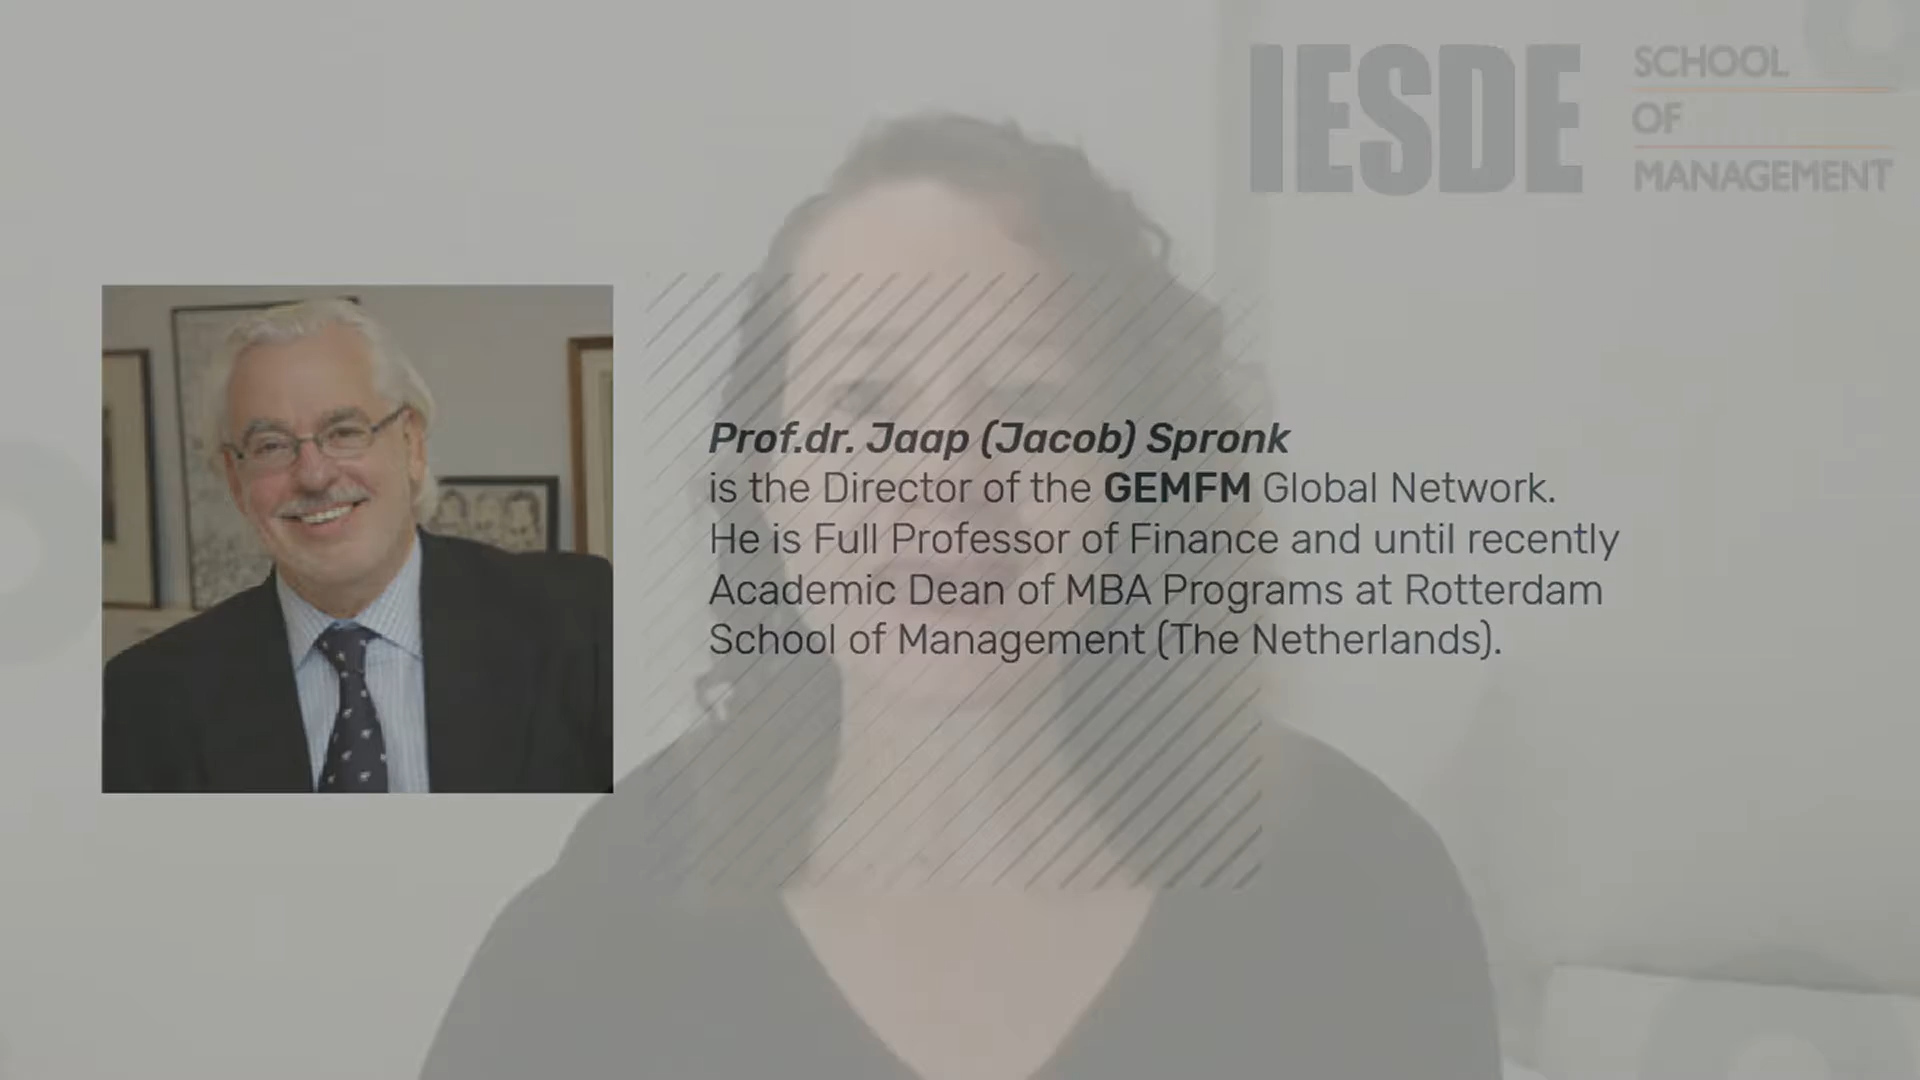 IESDE
SCHOOL
OF
MANAGEMENT
Prof.dr. Jaap (Jacob) Spronk
is the Director of the GEMFM Global Network.
He is Full Professor of Finance and until recently
Academic Dean of MBA Programs at Rotterdam
School of Management (The Netherlands).